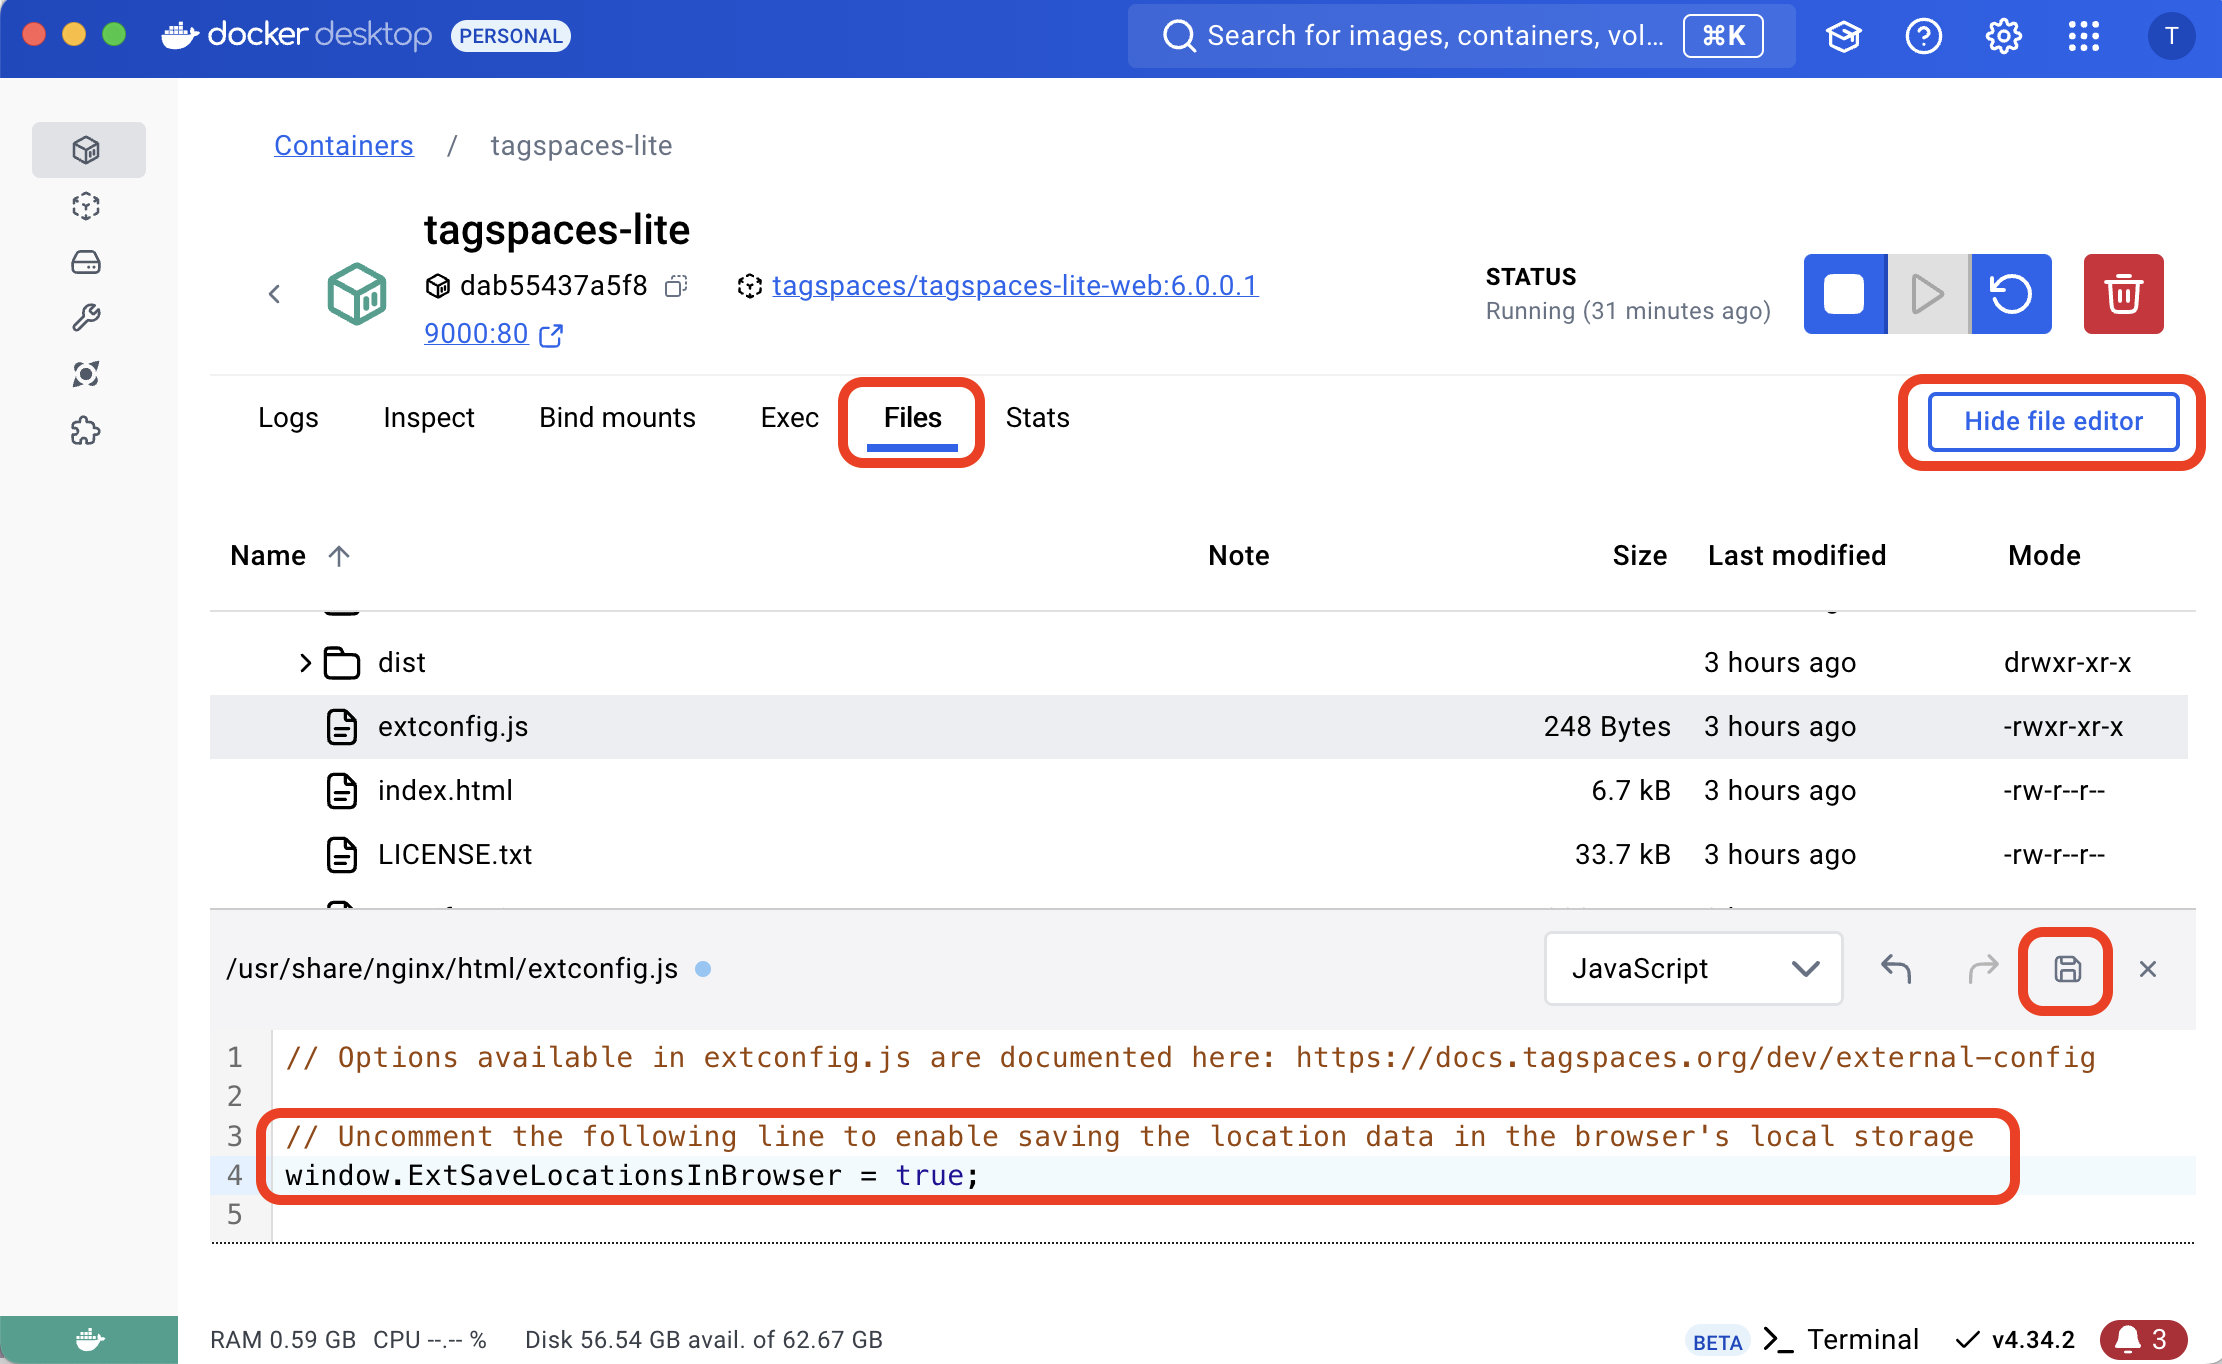 docker desktop PERSONAL Search for images, containers, vol... ⌘K T
Containers / tagspaces-lite
tagspaces-lite
dab55437a5f8 tagspaces/tagspaces-lite-web:6.0.0.1
9000:80
STATUS
Running (31 minutes ago)
Logs Inspect Bind mounts Exec Files Stats Hide file editor
Name Note Size Last modified Mode
dist 3 hours ago drwxr-xr-x
extconfig.js 248 Bytes 3 hours ago -rwxr-xr-x
index.html 6.7 kB 3 hours ago -rw-r--r--
LICENSE.txt 33.7 kB 3 hours ago -rw-r--r--
/usr/share/nginx/html/extconfig.js JavaScript
1 // Options available in extconfig.js are documented here: https://docs.tagspaces.org/dev/external-config
2
3 // Uncomment the following line to enable saving the location data in the browser's local storage
4 window.ExtSaveLocationsInBrowser = true;
5
RAM 0.59 GB CPU --.-- % Disk 56.54 GB avail. of 62.67 GB BETA >_ Terminal v4.34.2 3